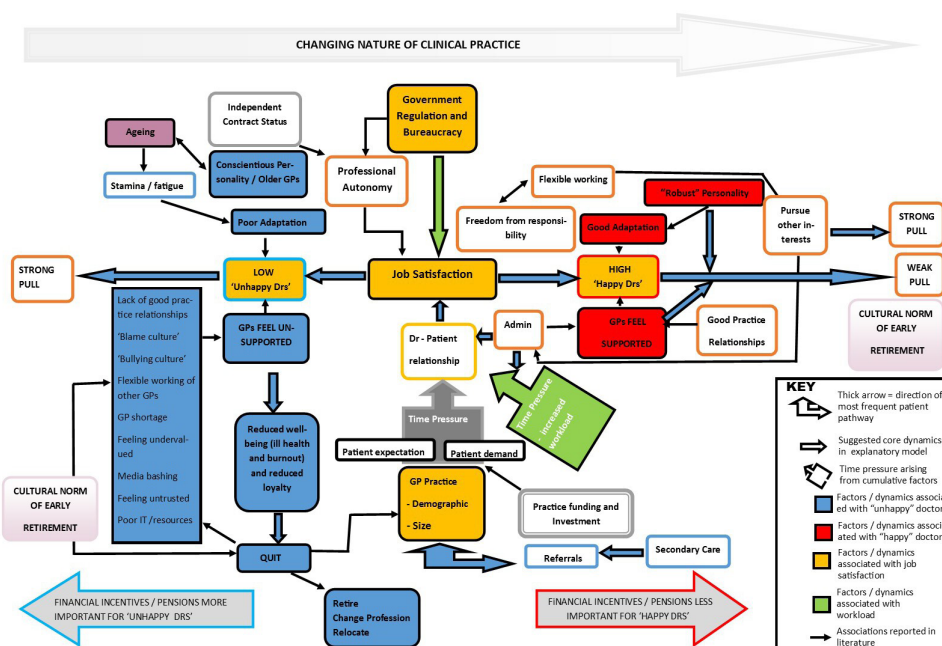 CHANGING NATURE OF CLINICAL PRACTICE
Independent
Contract Status
Government
Regulation and
Bureaucracy
Ageing
Conscientious Per-
sonality / Older GPs
Professional
Autonomy
Stamina / fatigue
Flexible working
"Robust" Personality
Freedom from responsi-
bility
Good Adaptation
Pursue
other in-
terests
STRONG
PULL
Poor Adaptation
STRONG
PULL
LOW
'Unhappy Drs'
Job Satisfaction
HIGH
'Happy Drs'
WEAK
PULL
Lack of good prac-
tice relationships
'Blame culture'
'Bullying culture'
Flexible working of
other GPs
GP shortage
Feeling underval-
ued
Media bashing
Feeling untrusted
Poor IT /resources
GPs FEEL UN-
SUPPORTED
Dr - Patient
relationship
Admin
GPs FEEL
SUPPORTED
Good Practice
Relationships
CULTURAL NORM
OF EARLY
RETIREMENT
Time Pressure
- increased
workload
Time Pressure
Patient expectation
Patient demand
Reduced well-
being (ill health
and burnout)
and reduced
loyalty
GP Practice
- Demographic
- Size
Practice funding and
Investment
CULTURAL NORM
OF EARLY
RETIREMENT
QUIT
Referrals
Secondary Care
Retire
Change Profession
Relocate
FINANCIAL INCENTIVES / PENSIONS MORE
IMPORTANT FOR 'UNHAPPY DRS'
FINANCIAL INCENTIVES / PENSIONS LESS
IMPORTANT FOR 'HAPPY DRS'
KEY
Thick arrow = direction of
most frequent patient
pathway
Suggested core dynamics
in explanatory model
Time pressure arising
from cumulative factors
Factors / dynamics associa
ed with "unhappy" doctor
Factors / dynamics associ
ated with "happy" doctor
Factors / dynamics
associated with job
satisfaction
Factors / dynamics
associated with
workload
Associations reported in
literature